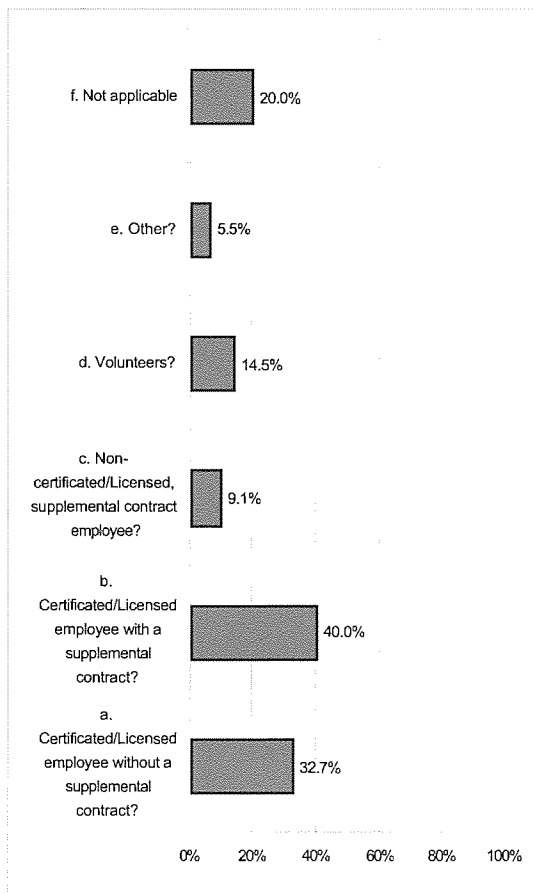 f. Not applicable
20.0%
e. Other?
5.5%
d. Volunteers?
14.5%
c. Non-
certificated/Licensed,
supplemental contract
employee?
9.1%
b.
Certificated/Licensed
employee with a
supplemental
contract?
40.0%
a.
Certificated/Licensed
employee without a
supplemental
contract?
32.7%
0% 20% 40% 60% 80% 100%